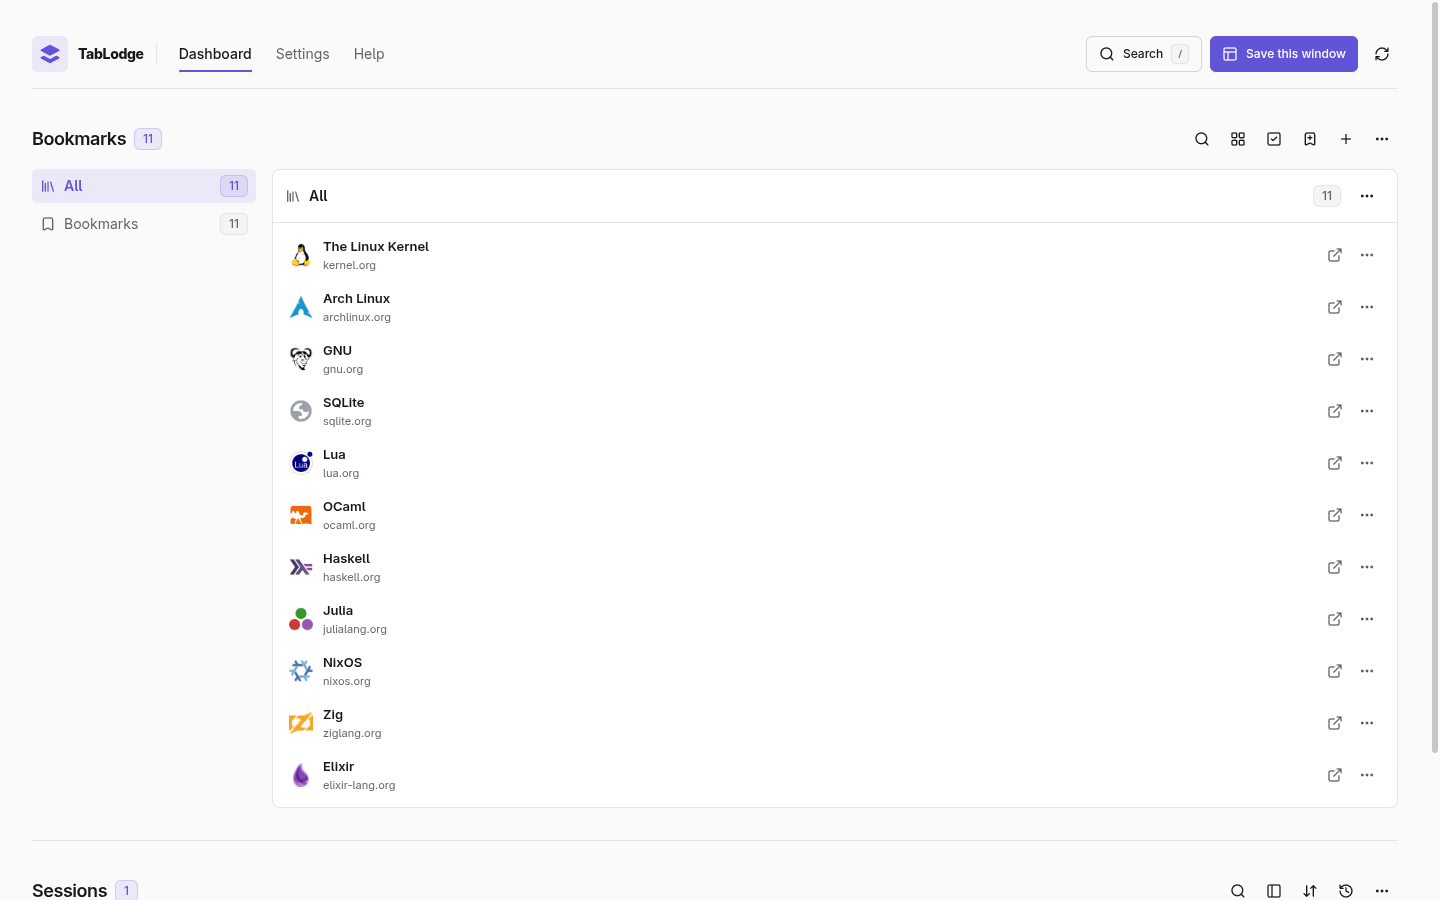 TabLodge
Dashboard
Settings
Help
Search /
Save this window
Bookmarks 11
All 11
Bookmarks 11
All 11
The Linux Kernel
kernel.org
Arch Linux
archlinux.org
GNU
gnu.org
SQLite
sqlite.org
Lua
lua.org
OCaml
ocaml.org
Haskell
haskell.org
Julia
julialang.org
NixOS
nixos.org
Zig
ziglang.org
Elixir
elixir-lang.org
Sessions 1